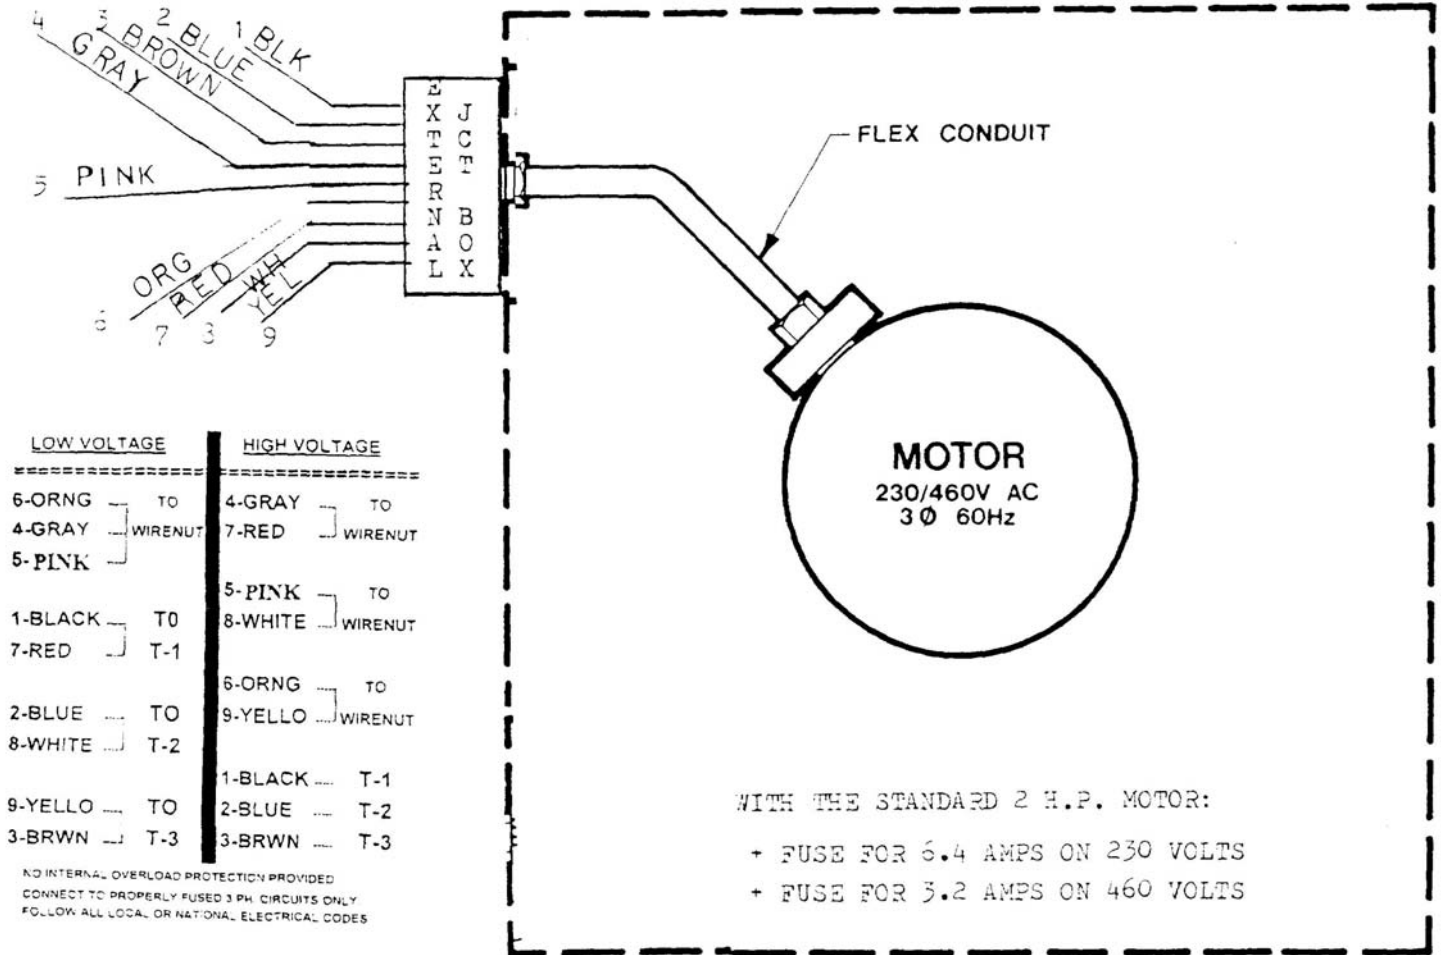 4
3
2
1 BLK
BLUE
BROWN
GRAY
5 PINK
ORG
RED
WH
YEL
6
7
8
9
EXTERNAL
JCT BOX
FLEX CONDUIT
MOTOR
230/460V AC
3Ø 60Hz
LOW VOLTAGE
6-ORNG TO
4-GRAY WIRENUT
5-PINK
1-BLACK TO
7-RED T-1
2-BLUE TO
8-WHITE T-2
9-YELLO TO
3-BRWN T-3
HIGH VOLTAGE
4-GRAY TO
7-RED WIRENUT
5-PINK TO
8-WHITE WIRENUT
6-ORNG TO
9-YELLO WIRENUT
1-BLACK T-1
2-BLUE T-2
3-BRWN T-3
NO INTERNAL OVERLOAD PROTECTION PROVIDED
CONNECT TO PROPERLY FUSED 3 PH. CIRCUITS ONLY
FOLLOW ALL LOCAL OR NATIONAL ELECTRICAL CODES
WITH THE STANDARD 2 H.P. MOTOR:
+ FUSE FOR 6.4 AMPS ON 230 VOLTS
+ FUSE FOR 3.2 AMPS ON 460 VOLTS